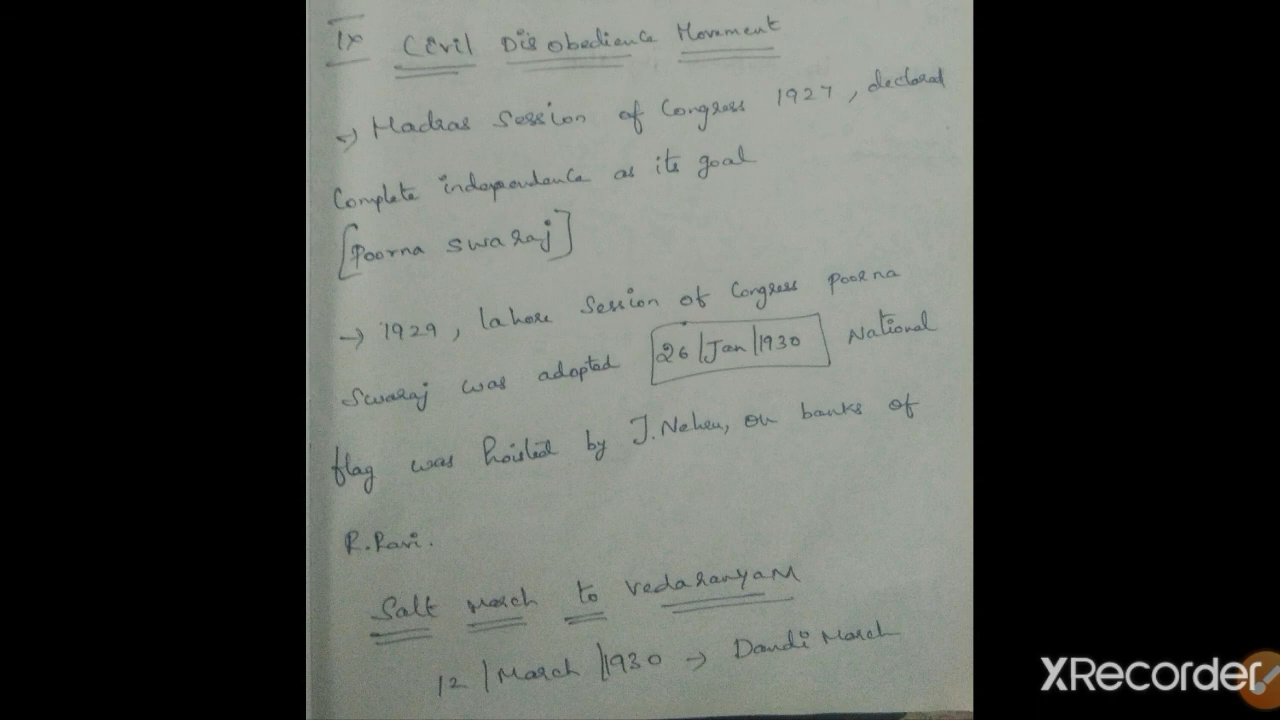 IX Civil Disobedience Movement
→ Madras session of Congress 1927, declared
Complete independence as its goal
[Poorna Swaraj]
→ 1929, Lahore Session of Congress Poorna
Swaraj was adopted 26/Jan/1930 National
flag was hoisted by J.Nehru, on banks of
R.Ravi.
Salt March to Vedaranyam
12/March/1930 → Dandi March
XRecorder